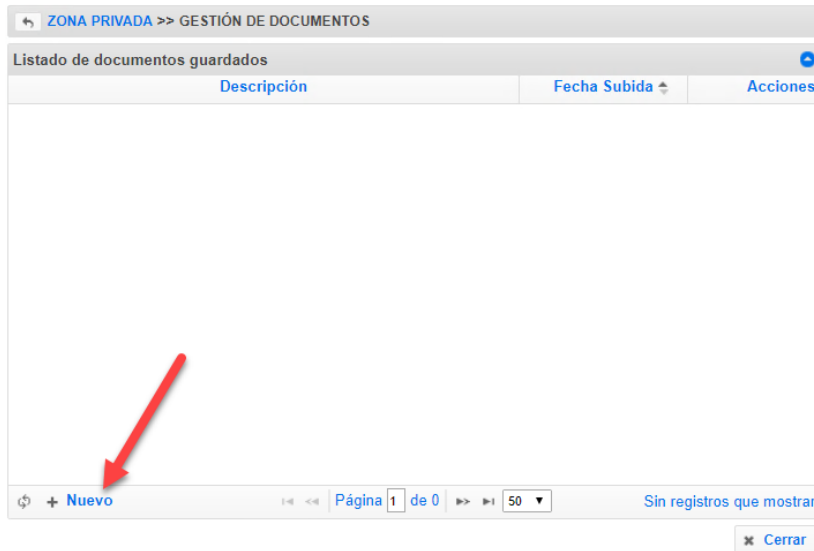 ZONA PRIVADA >> GESTIÓN DE DOCUMENTOS
Listado de documentos guardados
Descripción Fecha Subida Acciones
+ Nuevo Página 1 de 0 50 Sin registros que mostrar
Cerrar